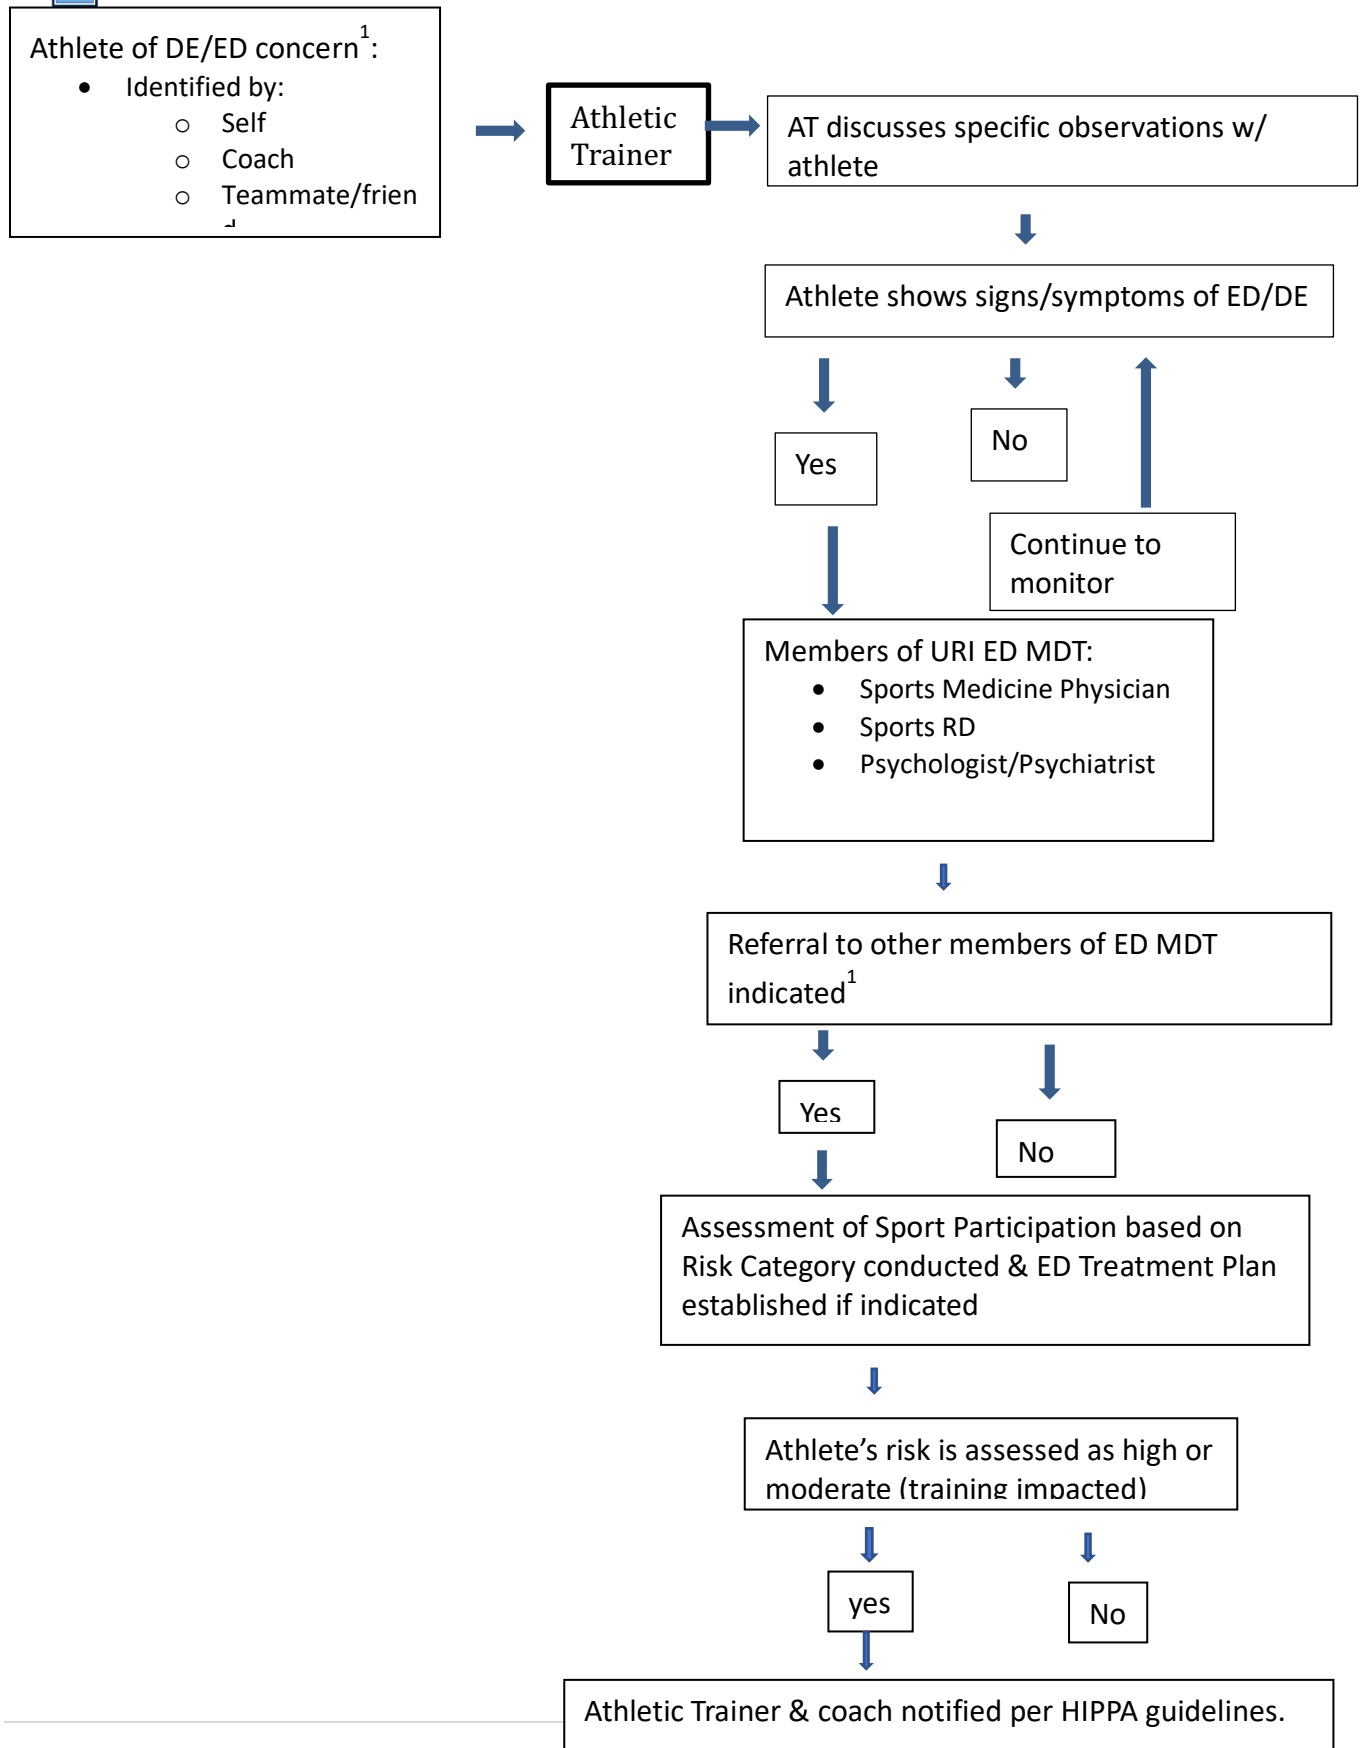 Athlete of DE/ED concern1:
• Identified by:
o Self
o Coach
o Teammate/frien
Athletic
Trainer
AT discusses specific observations w/
athlete
Athlete shows signs/symptoms of ED/DE
Yes
No
Continue to
monitor
Members of URI ED MDT:
• Sports Medicine Physician
• Sports RD
• Psychologist/Psychiatrist
Referral to other members of ED MDT
indicated1
Yes
No
Assessment of Sport Participation based on
Risk Category conducted & ED Treatment Plan
established if indicated
Athlete’s risk is assessed as high or
moderate (training impacted)
yes
No
Athletic Trainer & coach notified per HIPPA guidelines.